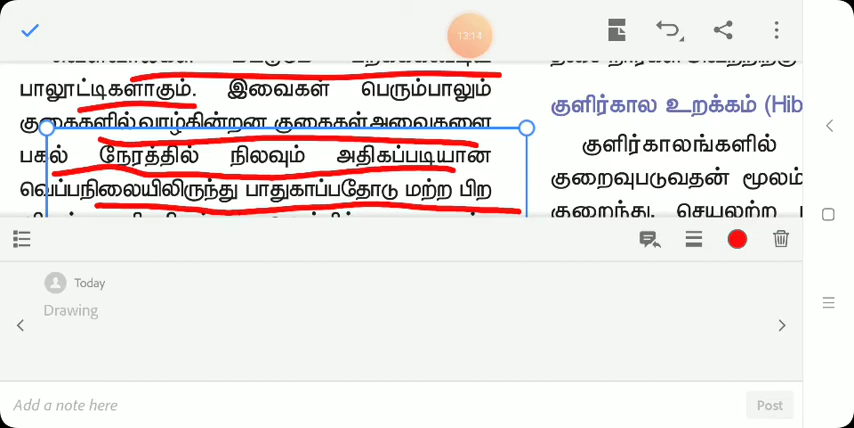 13:14
பாலூட்டிகளாகும். இவைகள் பெரும்பாலும்
குகைகளில் வாழ்கின்றன குகைகள் அவைகளை
பகல் நேரத்தில் நிலவும் அதிகப்படியான
வெப்பநிலையிலிருந்து பாதுகாப்பதோடு மற்ற பிற
குளிர்கால உறக்கம் (Hib
குளிர்காலங்களில்
குறைவுபடுவதன் மூலம்
குறைந்து, செயலற்ற
Today
Drawing
Add a note here
Post